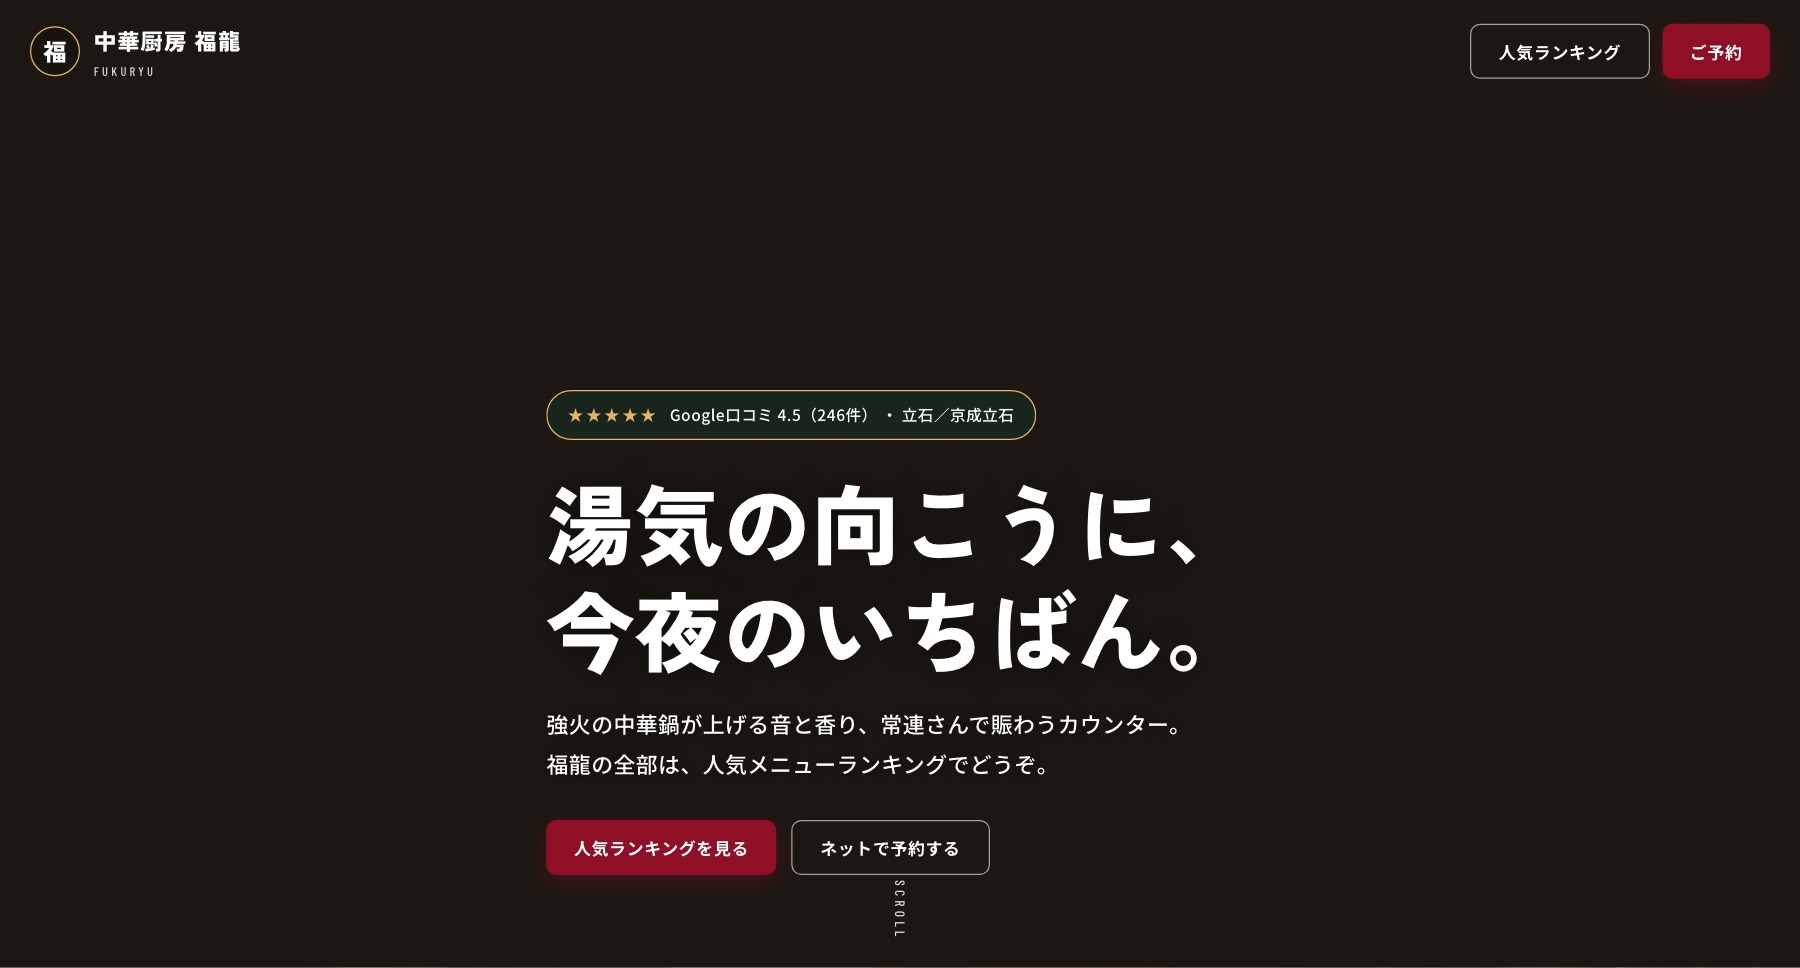 福
中華厨房 福龍
FUKURYU
人気ランキング
ご予約
★★★★★ Google口コミ 4.5（246件） ・ 立石／京成立石
湯気の向こうに、
今夜のいちばん。
強火の中華鍋が上げる音と香り、常連さんで賑わうカウンター。
福龍の全部は、人気メニューランキングでどうぞ。
人気ランキングを見る
ネットで予約する
SCROLL